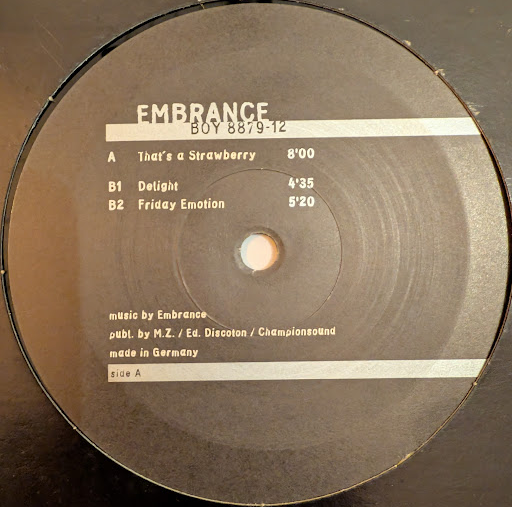 EMBRANCE
BOY 8879-12
A That's a Strawberry 8'00
B1 Delight 4'35
B2 Friday Emotion 5'20
music by Embrance
publ. by M.Z. / Ed. Discoton / Championsound
made in Germany
side A